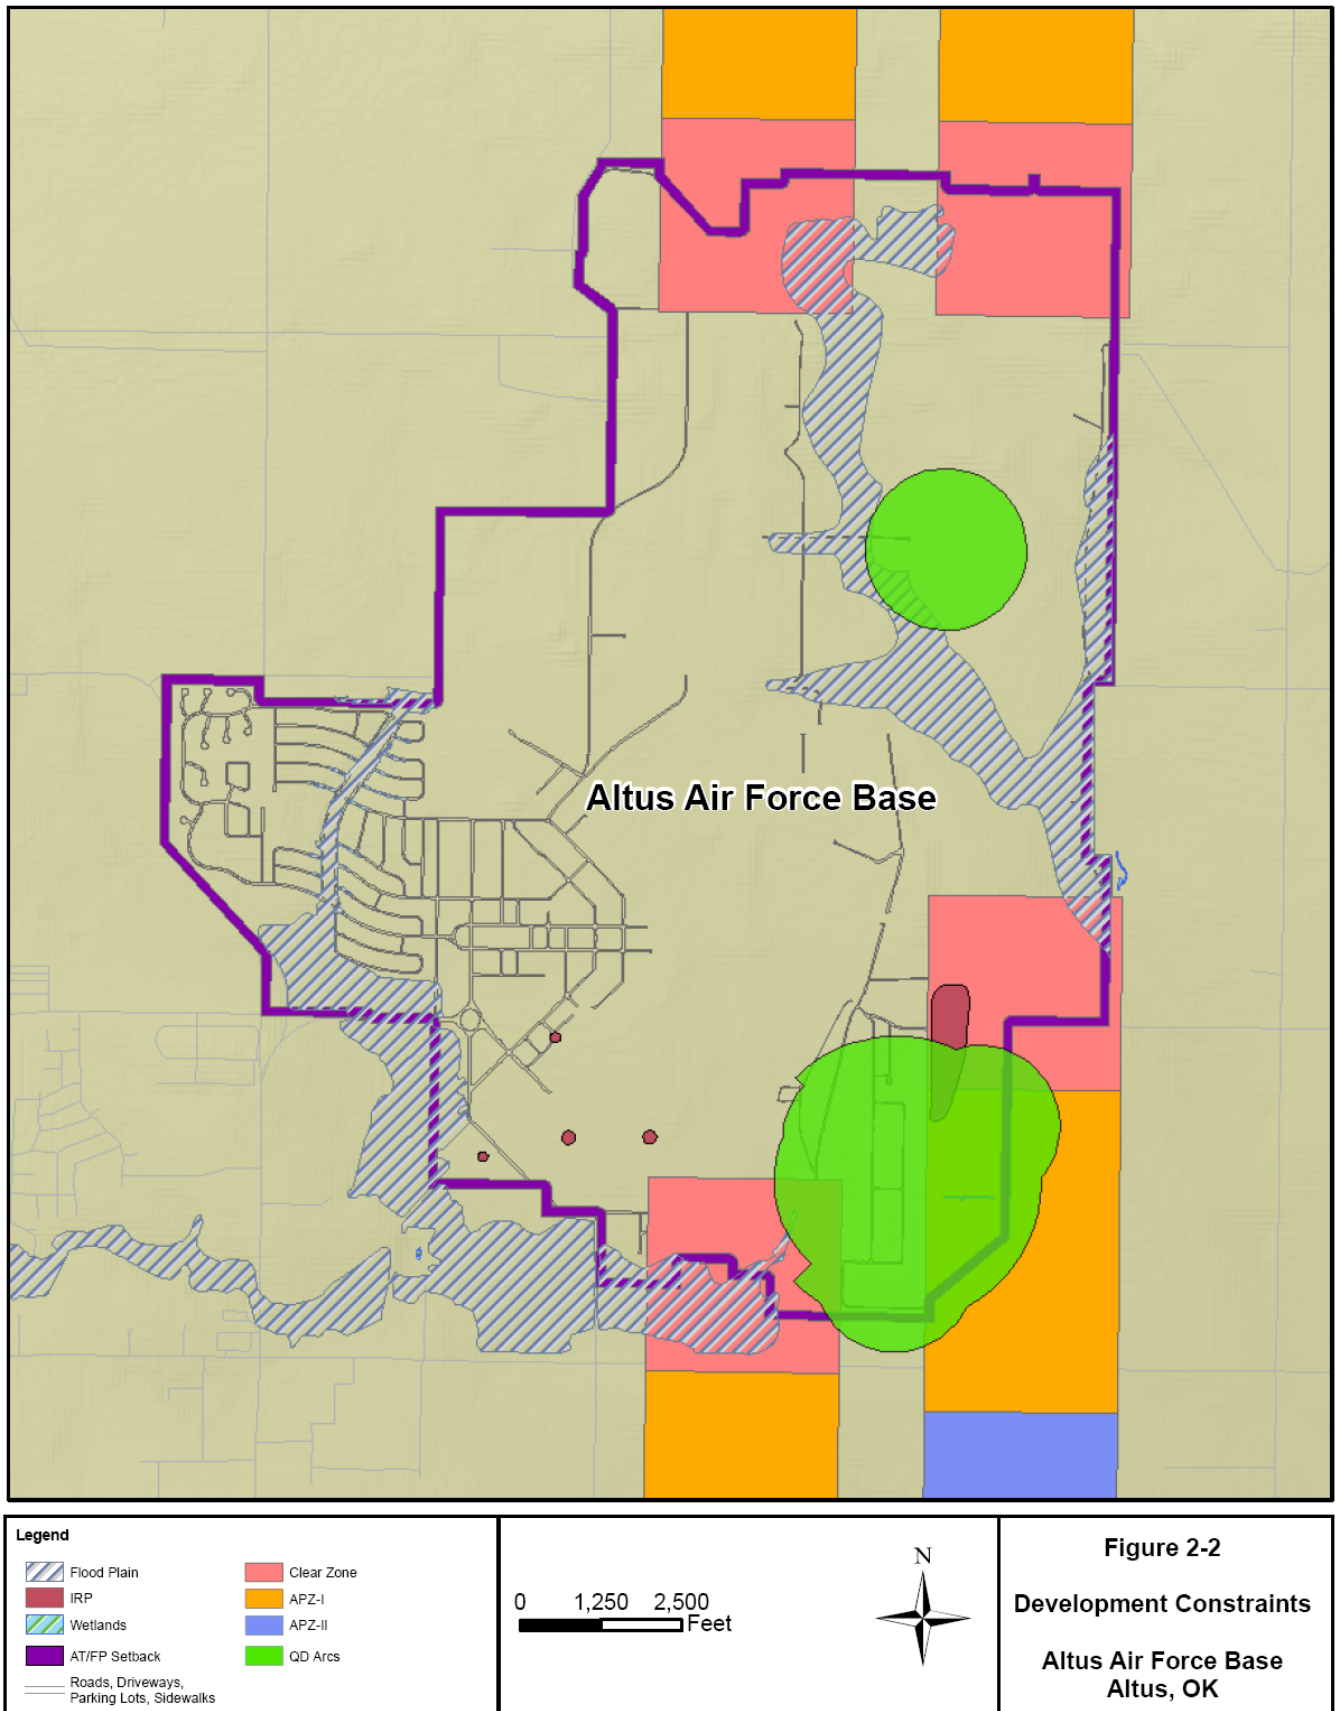 Altus Air Force Base
Legend
Flood Plain
IRP
Wetlands
AT/FP Setback
Roads, Driveways,
Parking Lots, Sidewalks
Clear Zone
APZ-I
APZ-II
QD Arcs
0 1,250 2,500
Feet
N
Figure 2-2
Development Constraints
Altus Air Force Base
Altus, OK